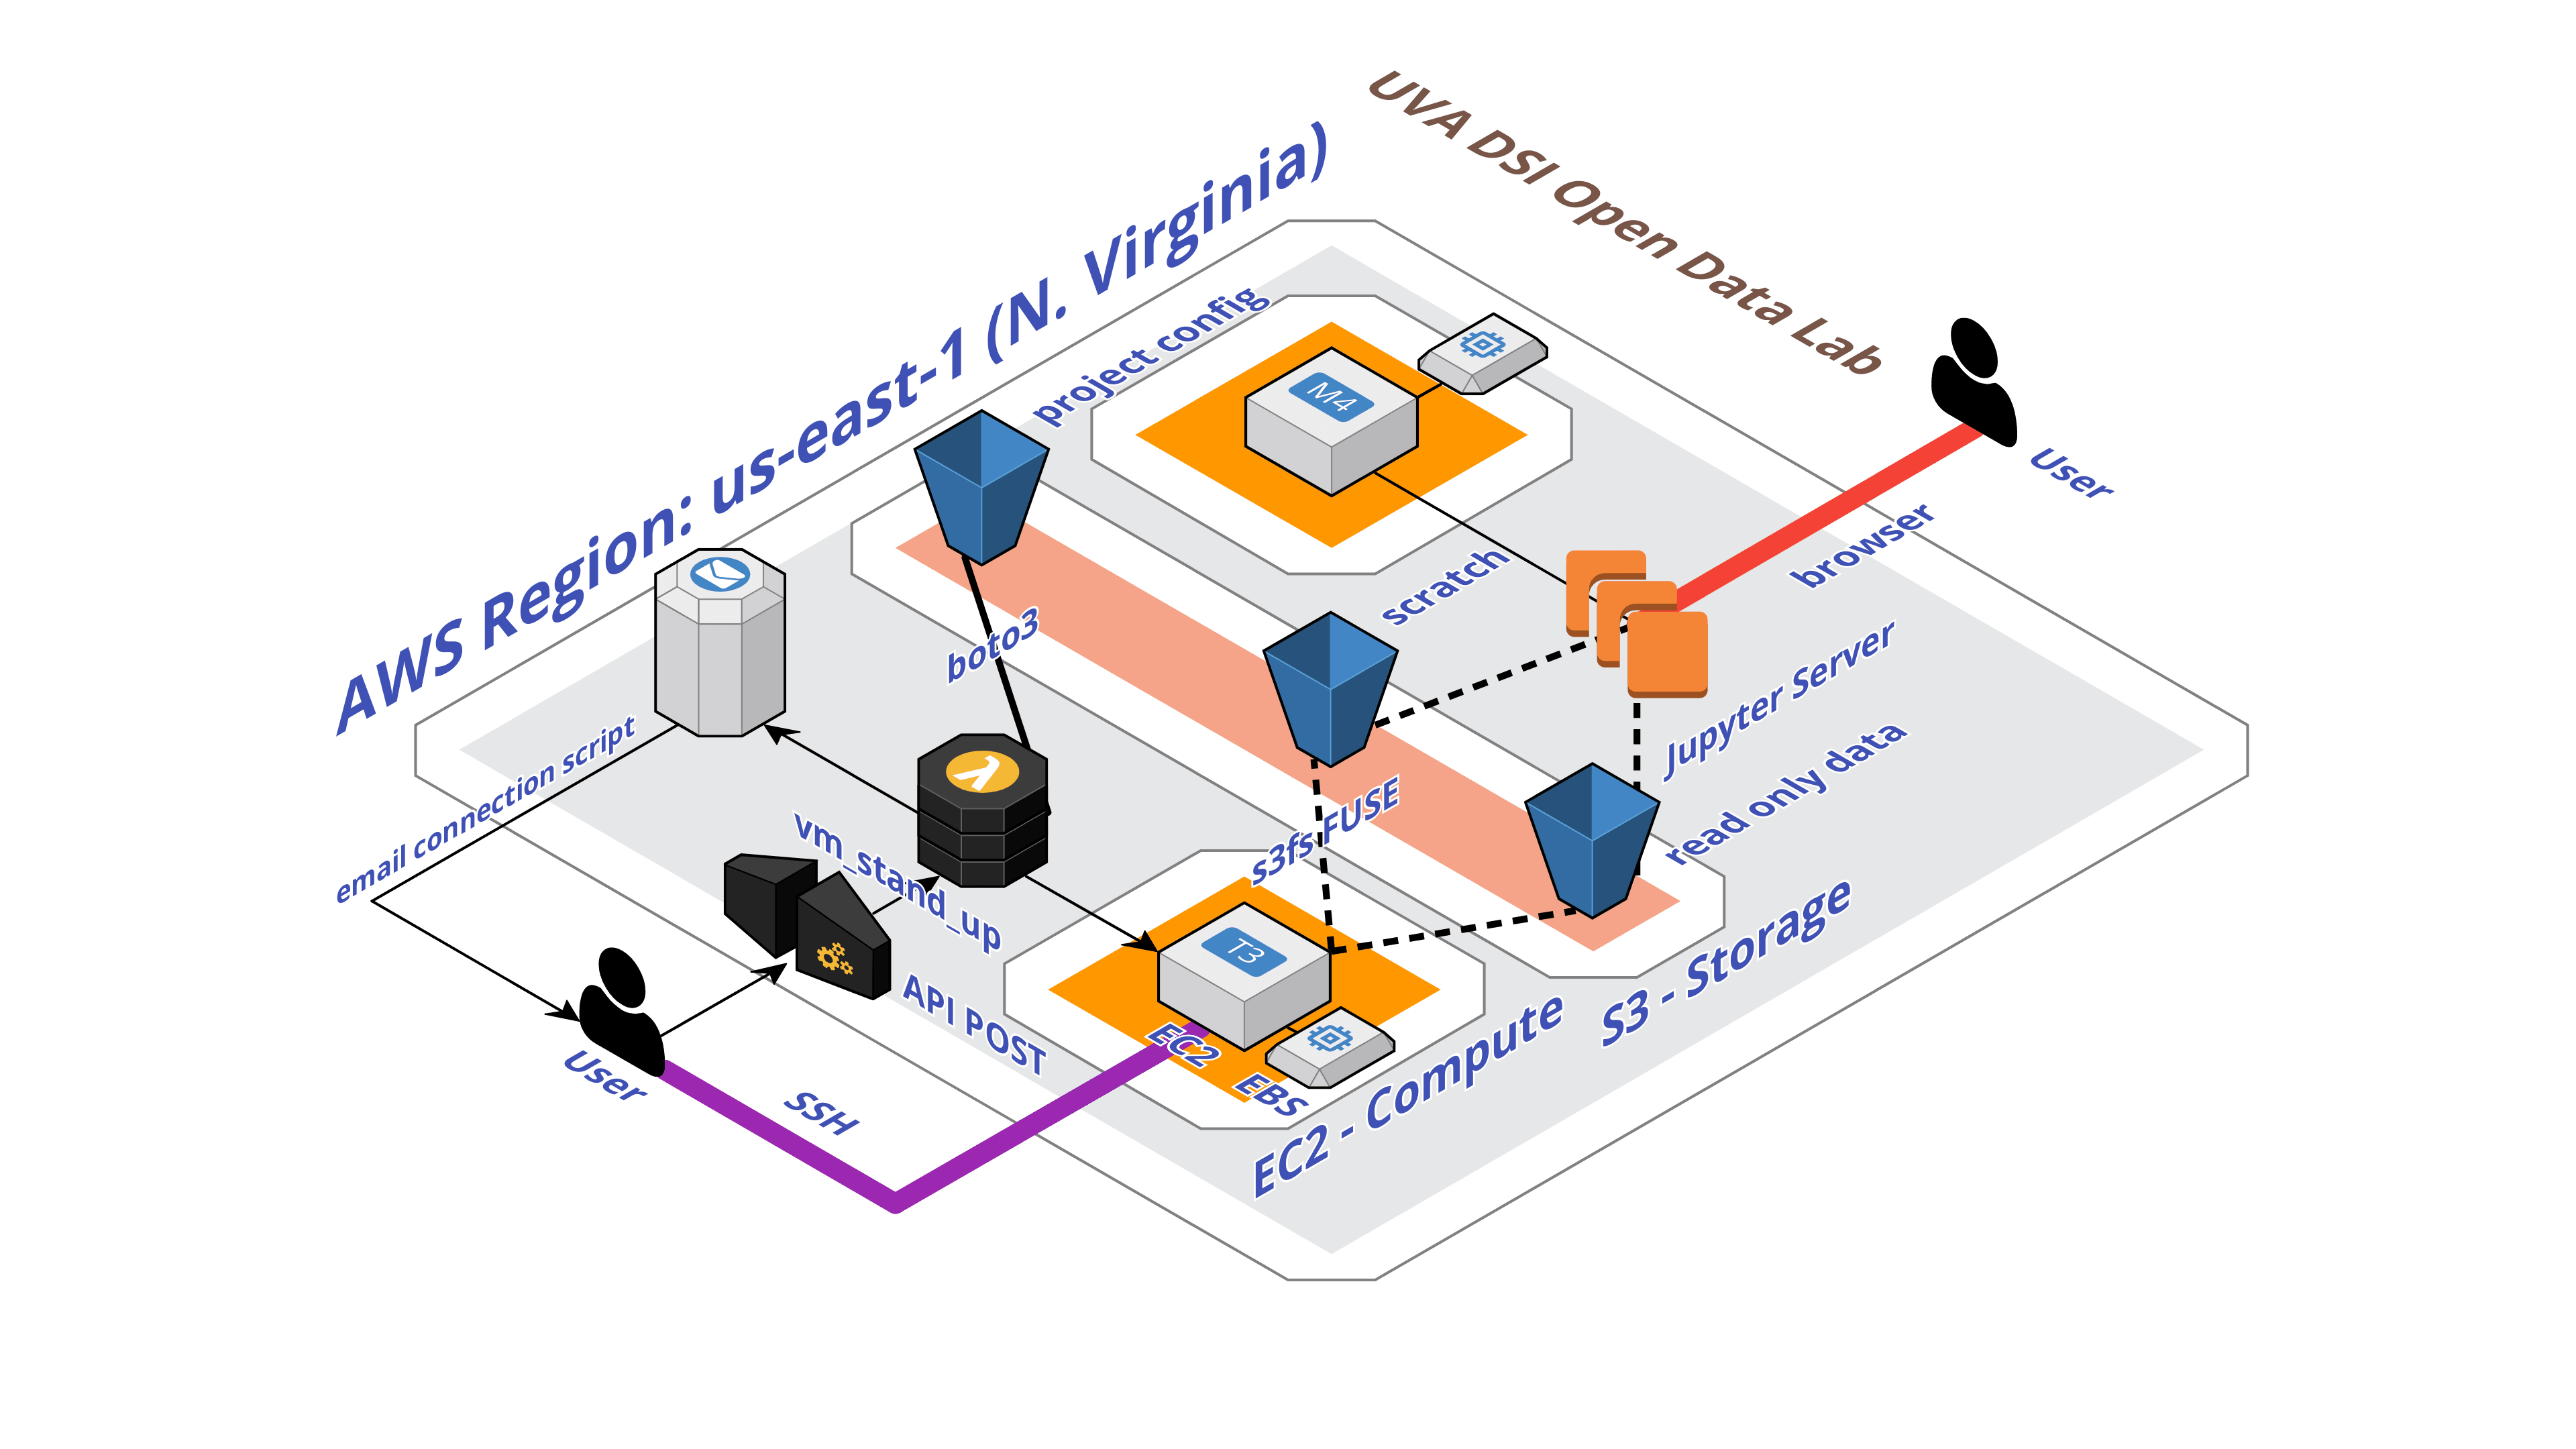 UVA DSI Open Data Lab
AWS Region: us-east-1 (N. Virginia)
project config
M4
User
browser
scratch
boto3
Jupyter Server
read only data
email connection script
vm_stand_up
s3fs FUSE
T3
API POST
EC2
EBS
User
SSH
S3 - Storage
EC2 - Compute